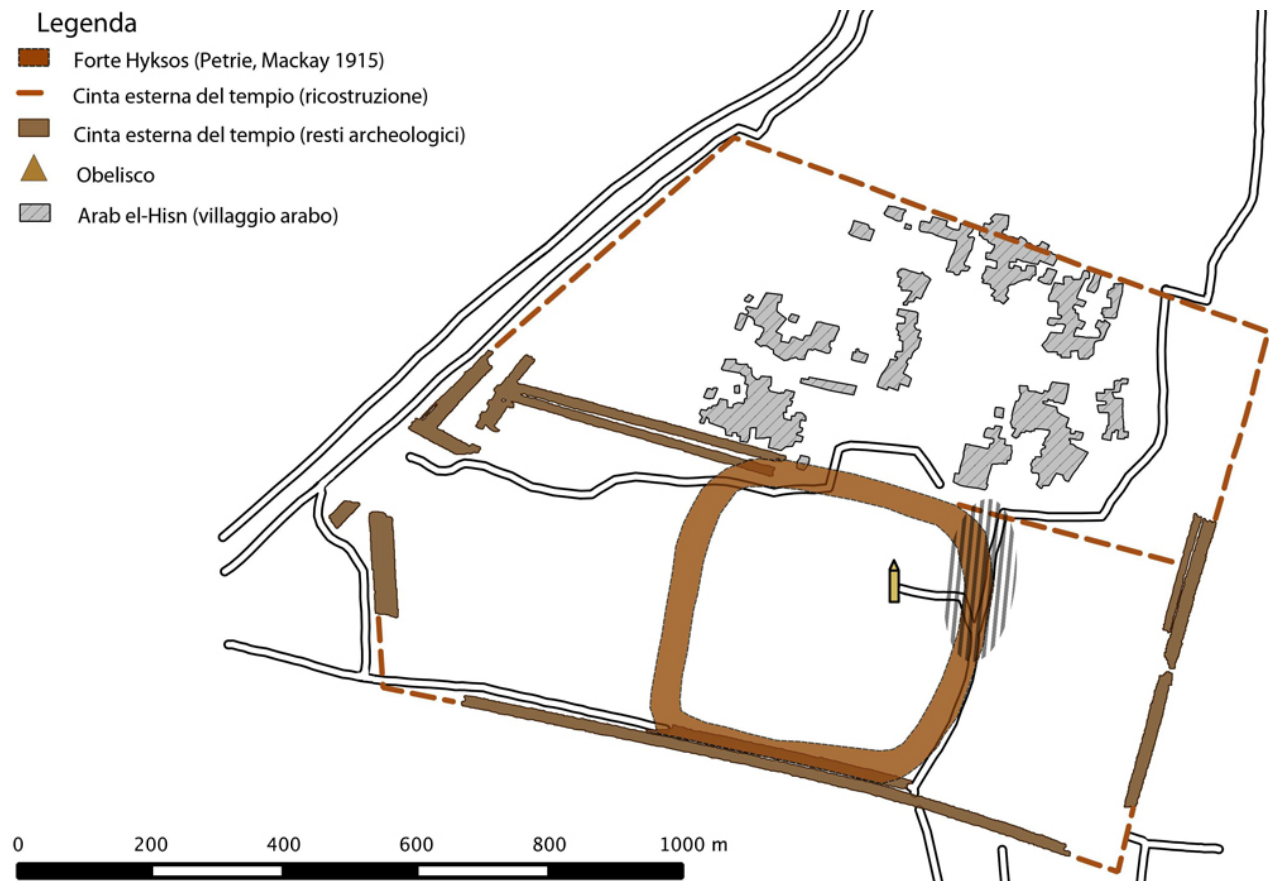 Legenda
Forte Hyksos (Petrie, Mackay 1915)
Cinta esterna del tempio (ricostruzione)
Cinta esterna del tempio (resti archeologici)
Obelisco
Arab el-Hisn (villaggio arabo)
0 200 400 600 800 1000 m